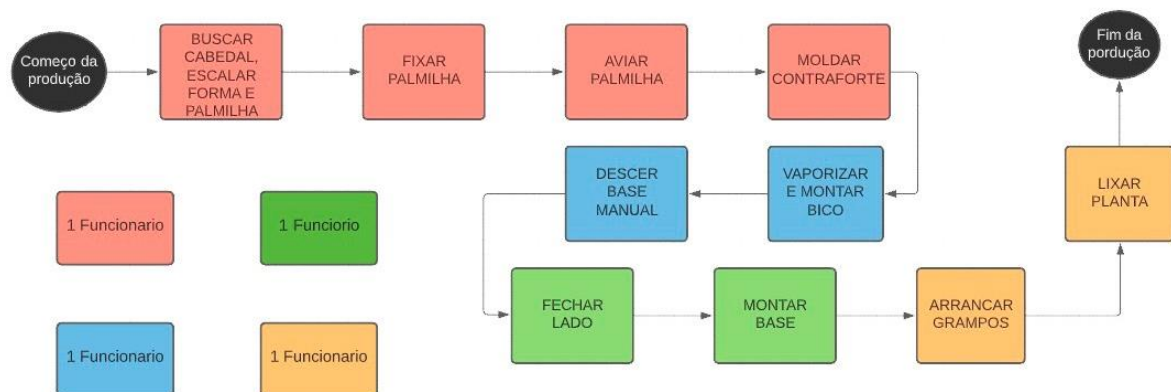 Começo da
produção
BUSCAR
CABEDAL,
ESCALAR
FORMA E
PALMILHA
FIXAR
PALMILHA
AVIAR
PALMILHA
MOLDAR
CONTRAFORTE
Fim da
pordução
DESCER
BASE
MANUAL
VAPORIZAR
E MONTAR
BICO
LIXAR
PLANTA
1 Funcionario
1 Funciorio
FECHAR
LADO
MONTAR
BASE
ARRANCAR
GRAMPOS
1 Funcionario
1 Funcionario